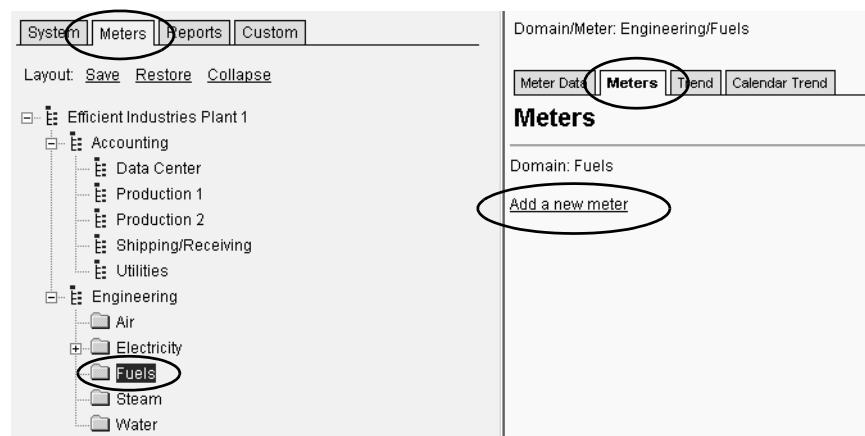 System Meters Reports Custom
Layout: Save Restore Collapse
Efficient Industries Plant 1
Accounting
Data Center
Production 1
Production 2
Shipping/Receiving
Utilities
Engineering
Air
Electricity
Fuels
Steam
Water
Domain/Meter: Engineering/Fuels
Meter Data Meters Trend Calendar Trend
Meters
Domain: Fuels
Add a new meter